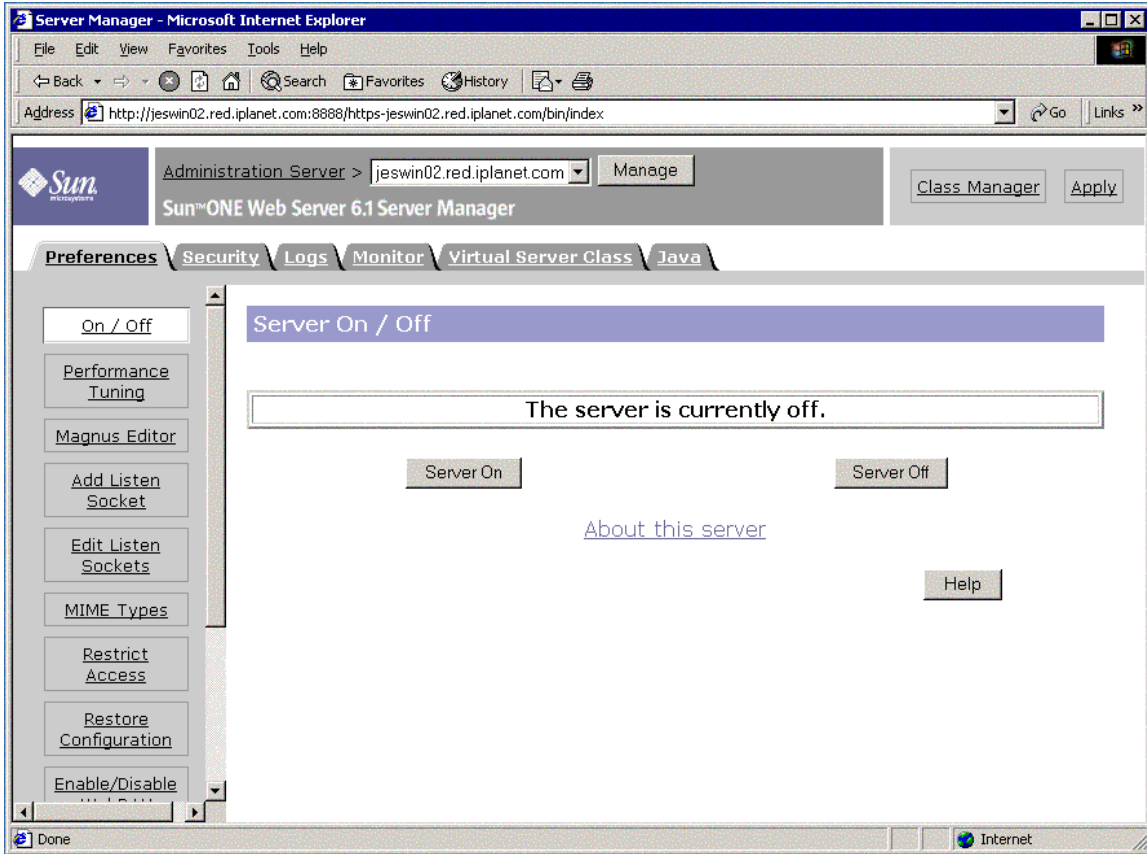 Server Manager - Microsoft Internet Explorer
File Edit View Favorites Tools Help
Back Search Favorites History
Address http://jeswin02.red.iplanet.com:8888/https-jeswin02.red.iplanet.com/bin/index Go Links »
Sun
microsystems
Administration Server > jeswin02.red.iplanet.com Manage
Sun™ONE Web Server 6.1 Server Manager
Class Manager Apply
Preferences Security Logs Monitor Virtual Server Class Java
On / Off
Performance
Tuning
Magnus Editor
Add Listen
Socket
Edit Listen
Sockets
MIME Types
Restrict
Access
Restore
Configuration
Enable/Disable
Server On / Off
The server is currently off.
Server On Server Off
About this server
Help
Done Internet